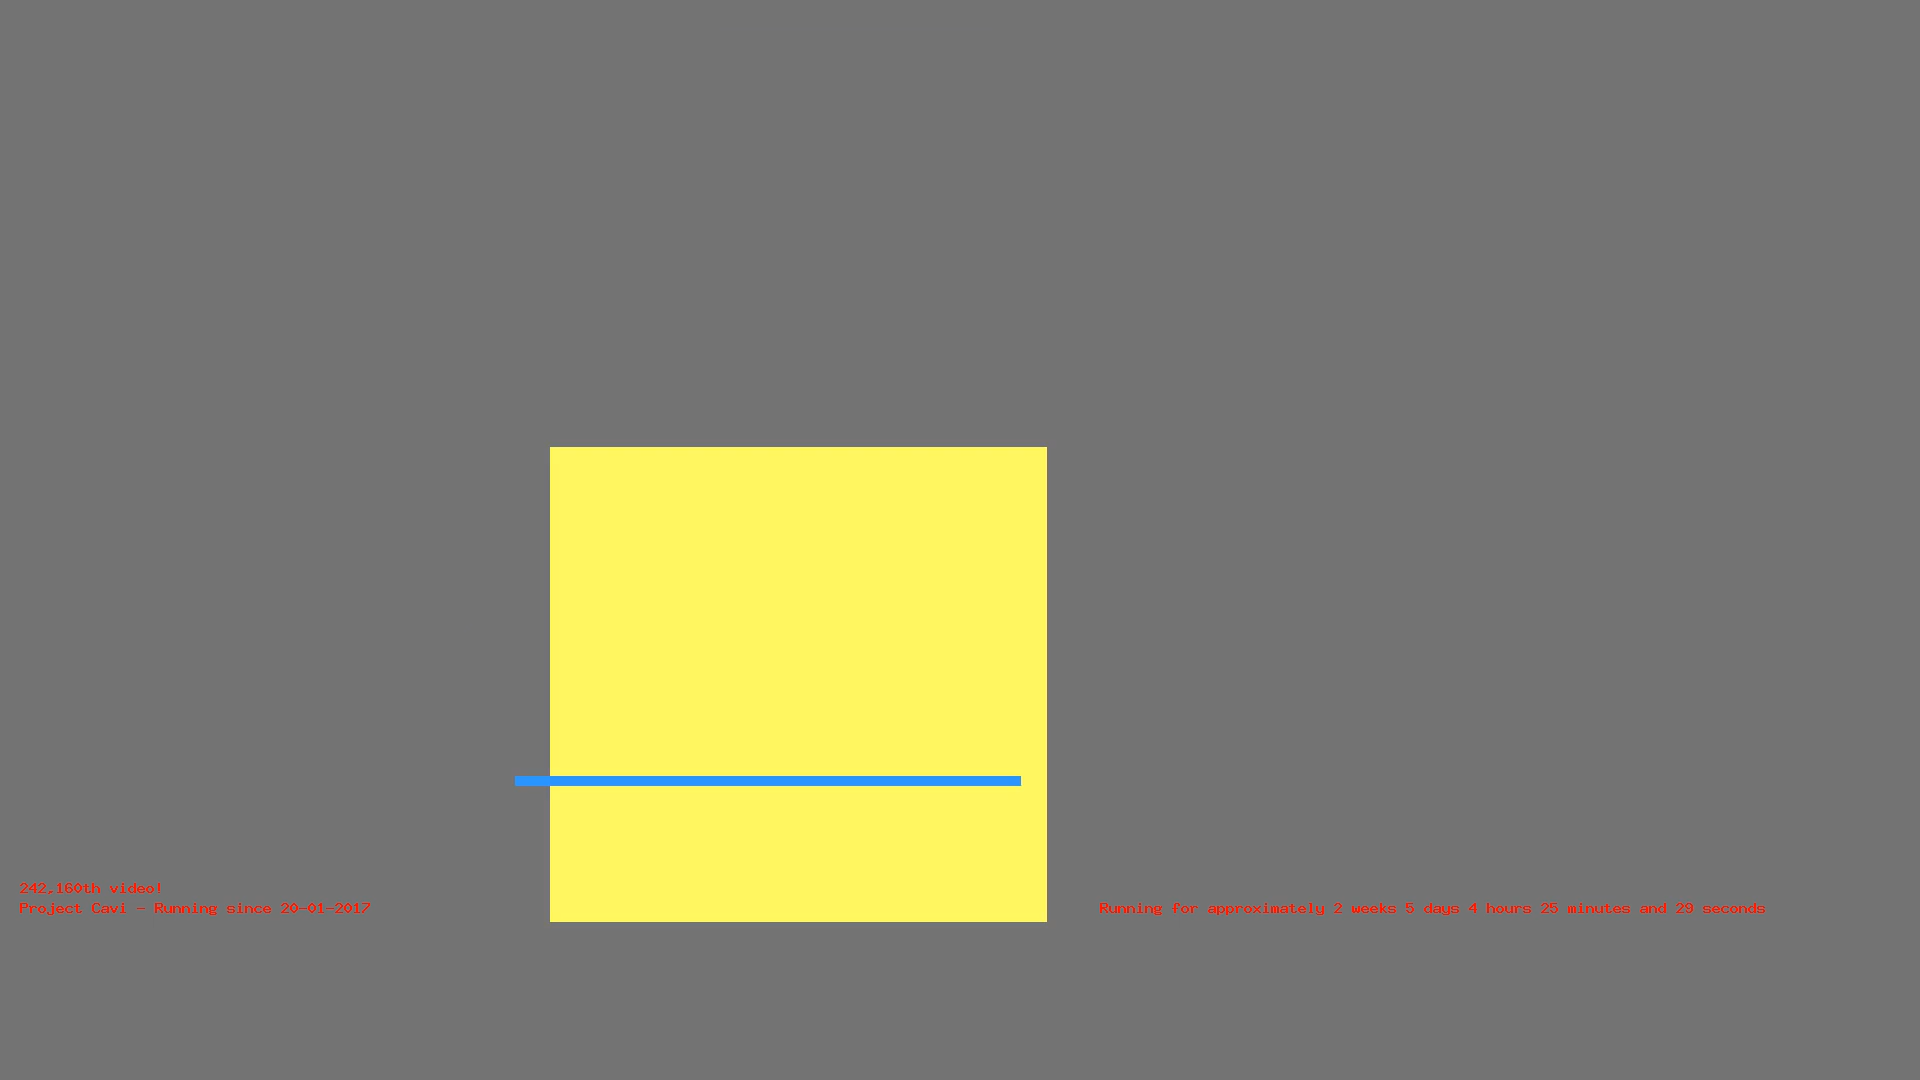 242,160th video!
Project Cavi - Running since 20-01-2017
Running for approximately 2 weeks 5 days 4 hours 25 minutes and 29 seconds